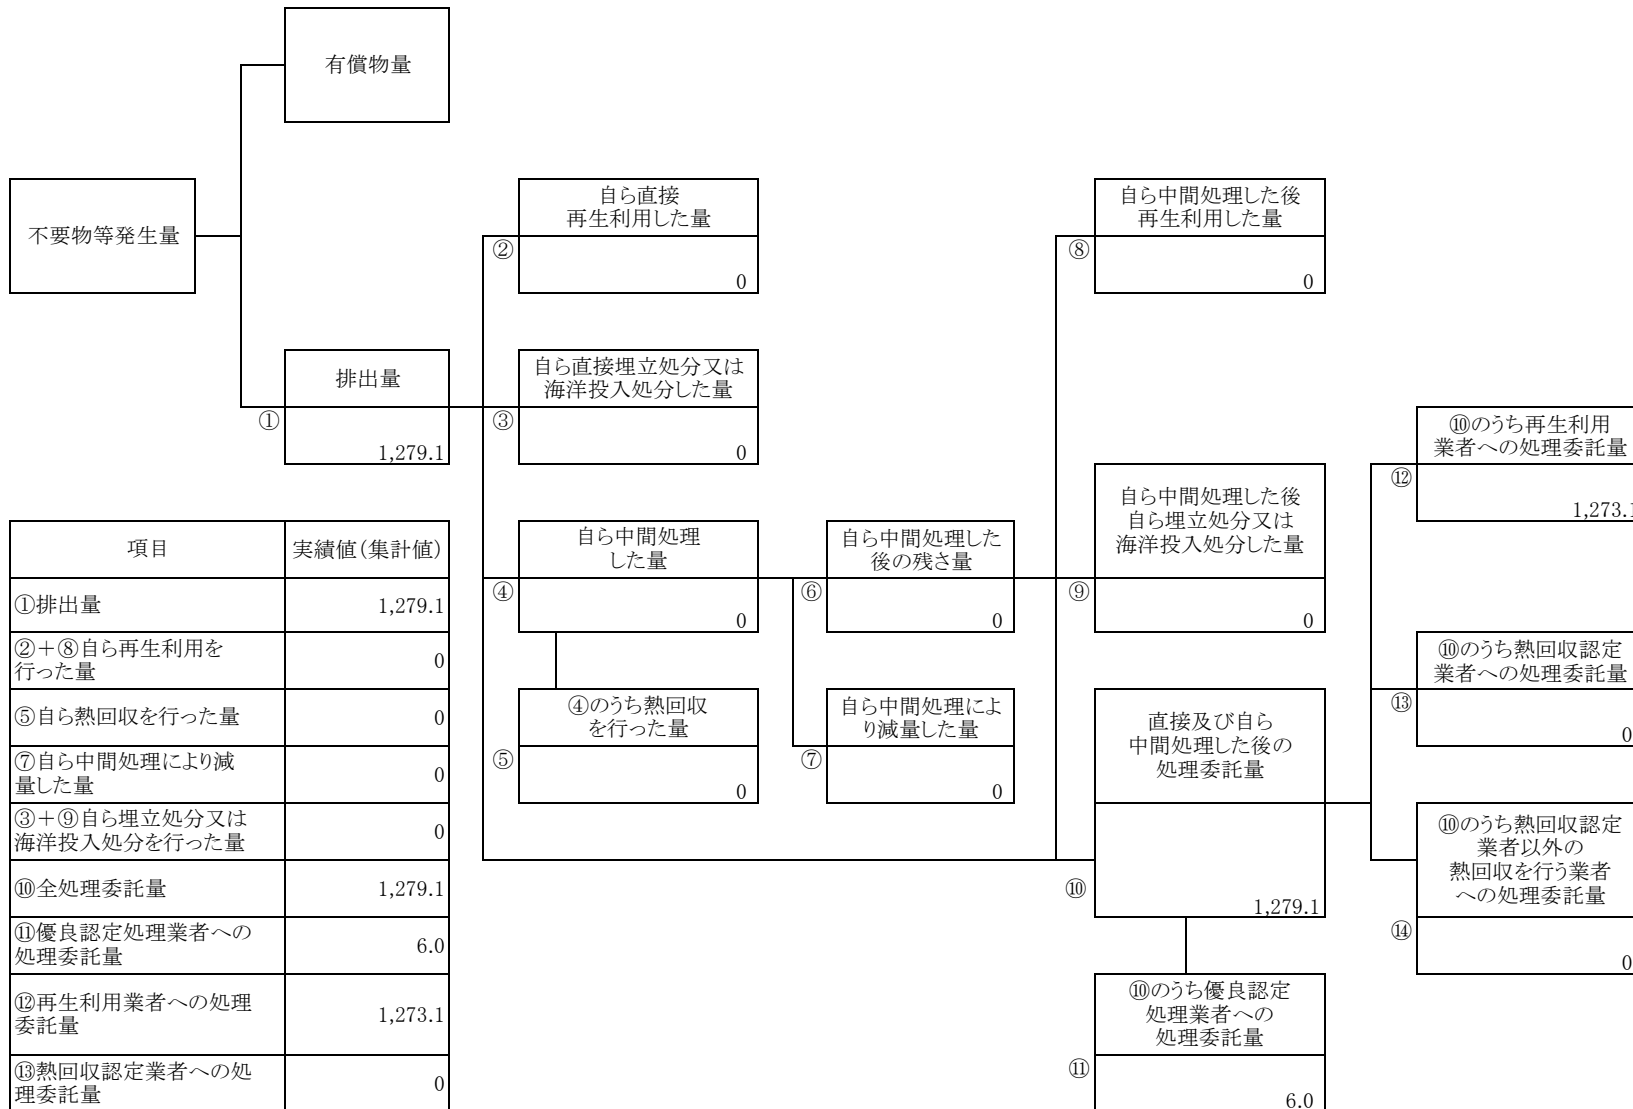 有償物量
不要物等発生量
自ら直接
再生利用した量
②
0
自ら中間処理した後
再生利用した量
⑧
0
排出量
①
1,279.1
自ら直接埋立処分又は
海洋投入処分した量
③
0
⑩のうち再生利用
業者への処理委託量
⑫
1,273.1
自ら中間処理
した量
④
0
自ら中間処理した
後の残さ量
⑥
0
自ら中間処理した後
自ら埋立処分又は
海洋投入処分した量
⑨
0
⑩のうち熱回収認定
業者への処理委託量
⑬
0
④のうち熱回収
を行った量
⑤
0
自ら中間処理によ
り減量した量
⑦
0
直接及び自ら
中間処理した後の
処理委託量
⑩
1,279.1
⑩のうち熱回収認定
業者以外の
熱回収を行う業者
への処理委託量
⑭
0
⑩のうち優良認定
処理業者への
処理委託量
⑪
6.0
項目 実績値(集計値)
①排出量 1,279.1
②+⑧自ら再生利用を
行った量 0
⑤自ら熱回収を行った量 0
⑦自ら中間処理により減
量した量 0
③+⑨自ら埋立処分又は
海洋投入処分を行った量 0
⑩全処理委託量 1,279.1
⑪優良認定処理業者への
処理委託量 6.0
⑫再生利用業者への処理
委託量 1,273.1
⑬熱回収認定業者への処
理委託量 0